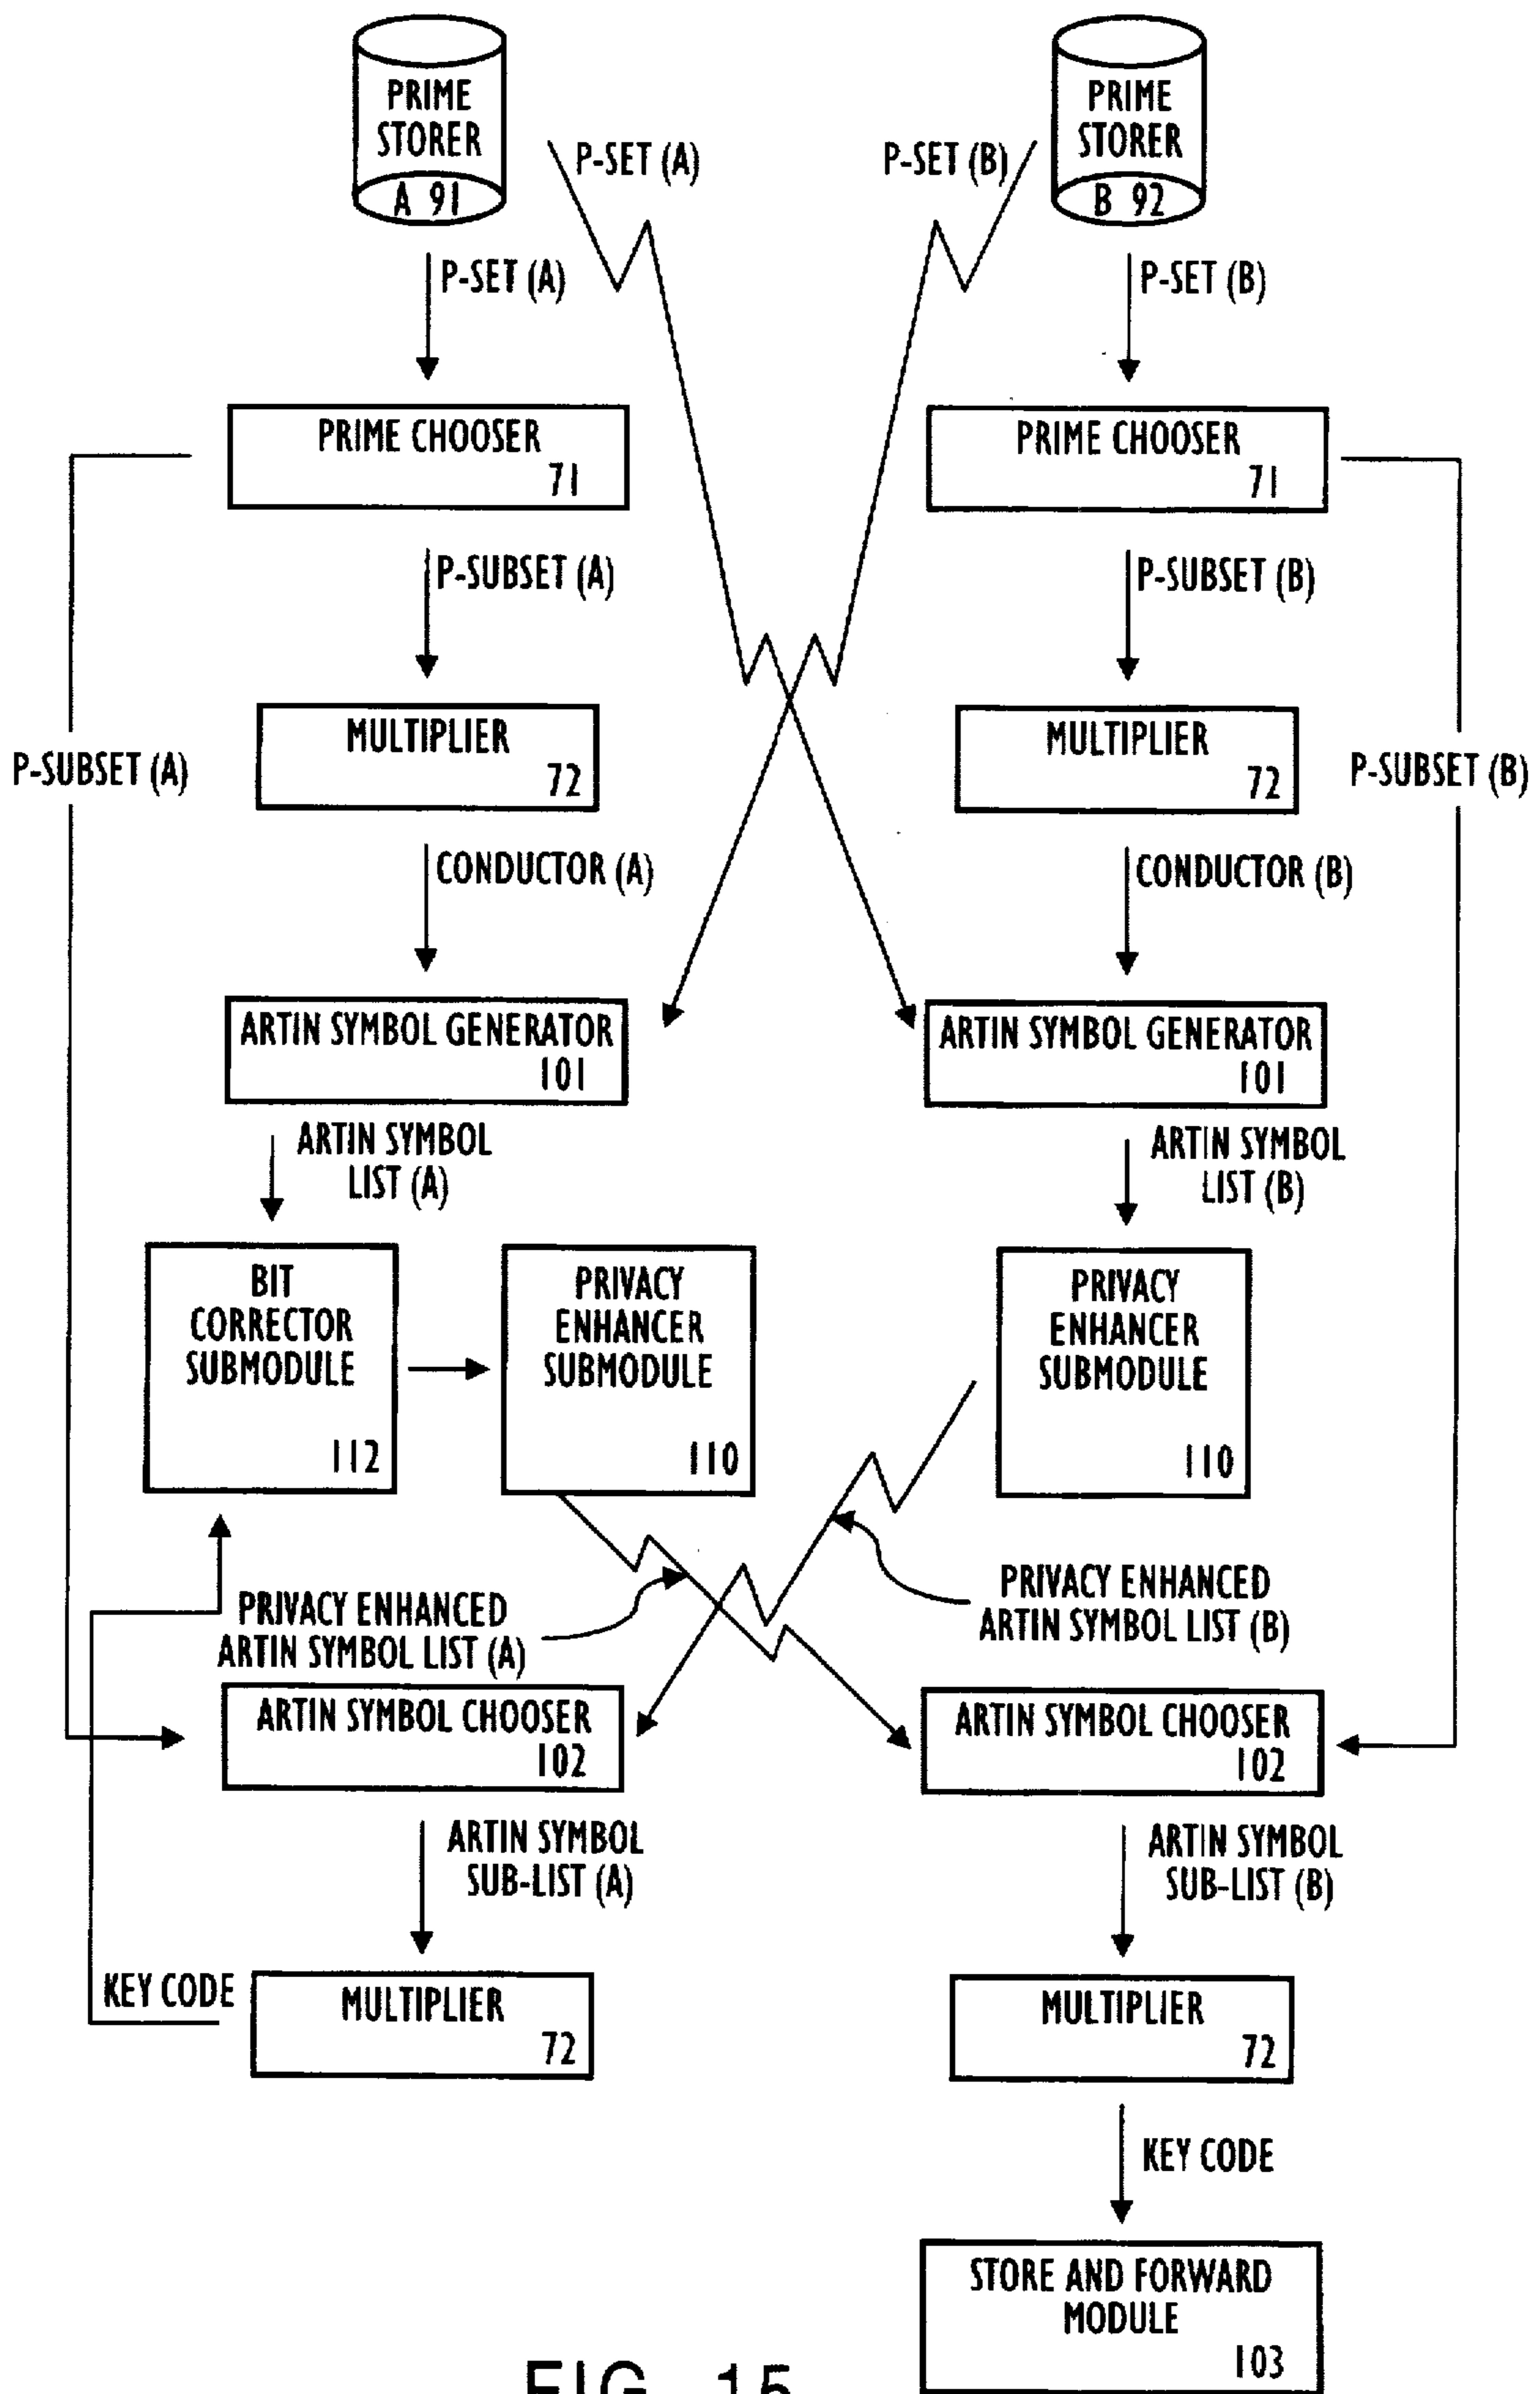 PRIME
STORER
A 91
PRIME
STORER
B 92
P-SET (A)
P-SET (B)
P-SET (A)
P-SET (B)
PRIME CHOOSER
71
PRIME CHOOSER
71
P-SUBSET (A)
P-SUBSET (B)
MULTIPLIER
72
MULTIPLIER
72
P-SUBSET (A)
P-SUBSET (B)
CONDUCTOR (A)
CONDUCTOR (B)
ARTIN SYMBOL GENERATOR
101
ARTIN SYMBOL GENERATOR
101
ARTIN SYMBOL
LIST (A)
ARTIN SYMBOL
LIST (B)
BIT
CORRECTOR
SUBMODULE
112
PRIVACY
ENHANCER
SUBMODULE
110
PRIVACY
ENHANCER
SUBMODULE
110
PRIVACY ENHANCED
ARTIN SYMBOL LIST (A)
PRIVACY ENHANCED
ARTIN SYMBOL LIST (B)
ARTIN SYMBOL CHOOSER
102
ARTIN SYMBOL CHOOSER
102
ARTIN SYMBOL
SUB-LIST (A)
ARTIN SYMBOL
SUB-LIST (B)
KEY CODE
MULTIPLIER
72
MULTIPLIER
72
KEY CODE
STORE AND FORWARD
MODULE
103
FIG. 15